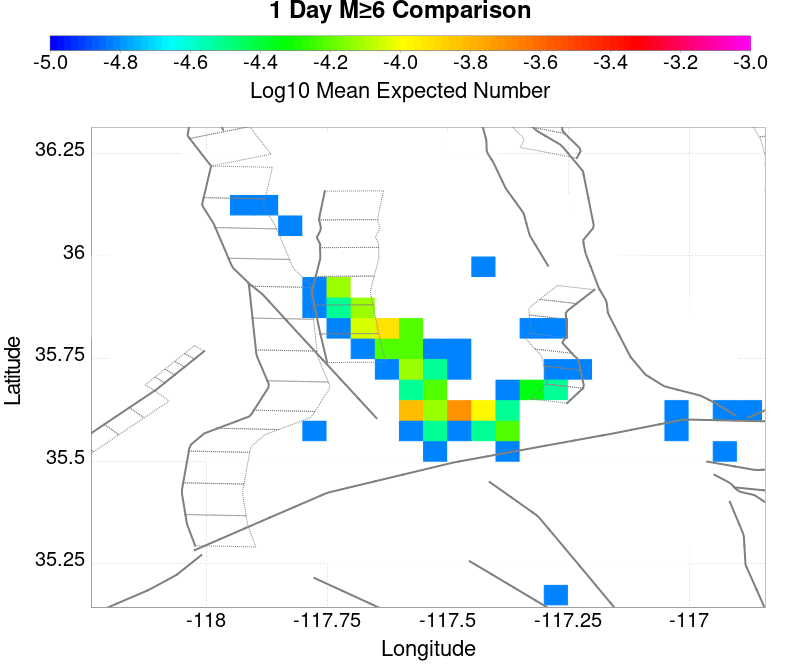 1 Day M≥6 Comparison
-5.0 -4.8 -4.6 -4.4 -4.2 -4.0 -3.8 -3.6 -3.4 -3.2 -3.0
Log10 Mean Expected Number
36.25
36
35.75
35.5
35.25
Latitude
-118 -117.75 -117.5 -117.25 -117
Longitude